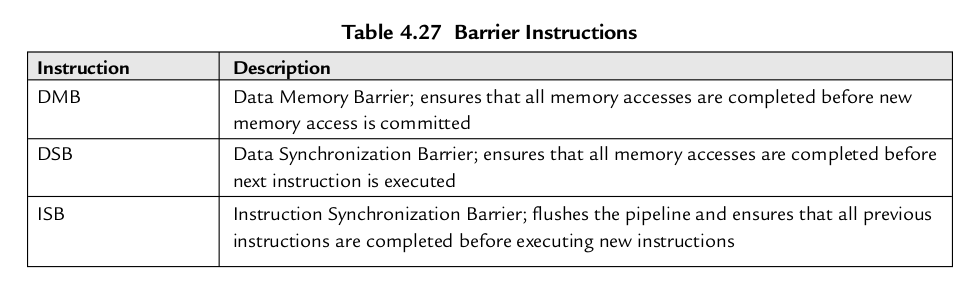 Table 4.27 Barrier Instructions
Instruction Description
DMB Data Memory Barrier; ensures that all memory accesses are completed before new
memory access is committed
DSB Data Synchronization Barrier; ensures that all memory accesses are completed before
next instruction is executed
ISB Instruction Synchronization Barrier; flushes the pipeline and ensures that all previous
instructions are completed before executing new instructions